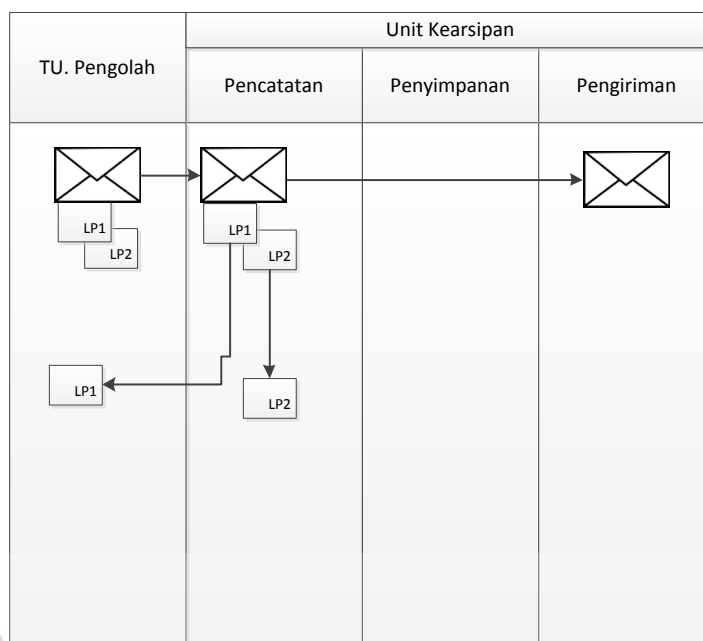 Unit Kearsipan
TU. Pengolah
Pencatatan
Penyimpanan
Pengiriman
LP1
LP2
LP1
LP2
LP1
LP2